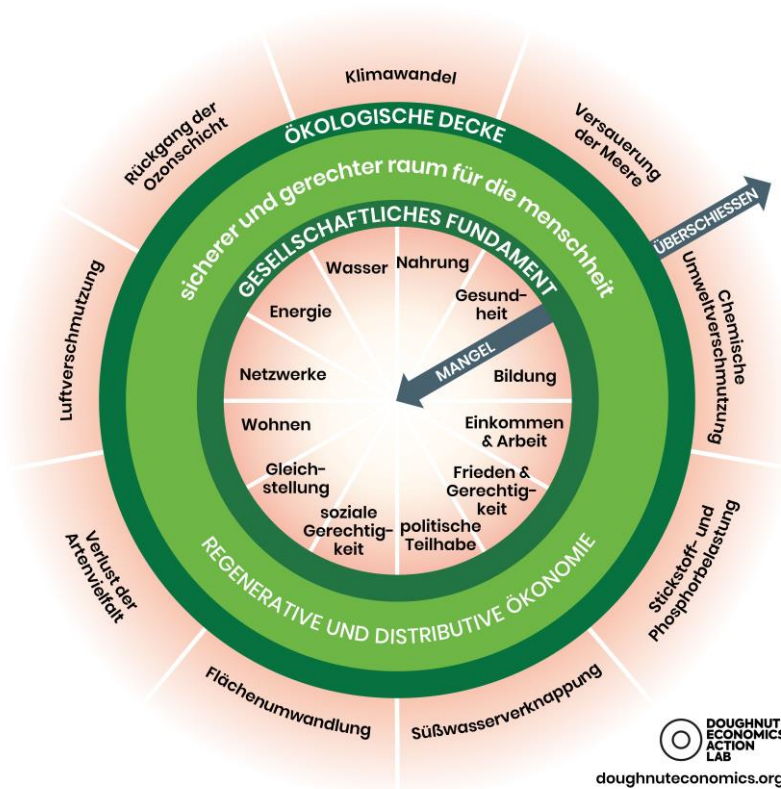 Klimawandel
Versauerung
der Meere
Chemische
Umweltverschmutzung
Stickstoff- und
Phosphorbelastung
Süßwasserverknappung
Flächenumwandlung
Verlust der
Artenvielfalt
Luftverschmutzung
Rückgang der
Ozonschicht
ÖKOLOGISCHE DECKE
sicherer und gerechter raum für die menschheit
GESELLSCHAFTLICHES FUNDAMENT
ÜBERSCHIESSEN
MANGEL
Wasser
Nahrung
Gesund-
heit
Bildung
Einkommen
& Arbeit
Frieden &
Gerechtig-
keit
politische
Teilhabe
soziale
Gerechtig-
keit
Gleich-
stellung
Wohnen
Netzwerke
Energie
REGENERATIVE UND DISTRIBUTIVE ÖKONOMIE
DOUGHNUT
ECONOMICS
ACTION
LAB
doughnuteconomics.org